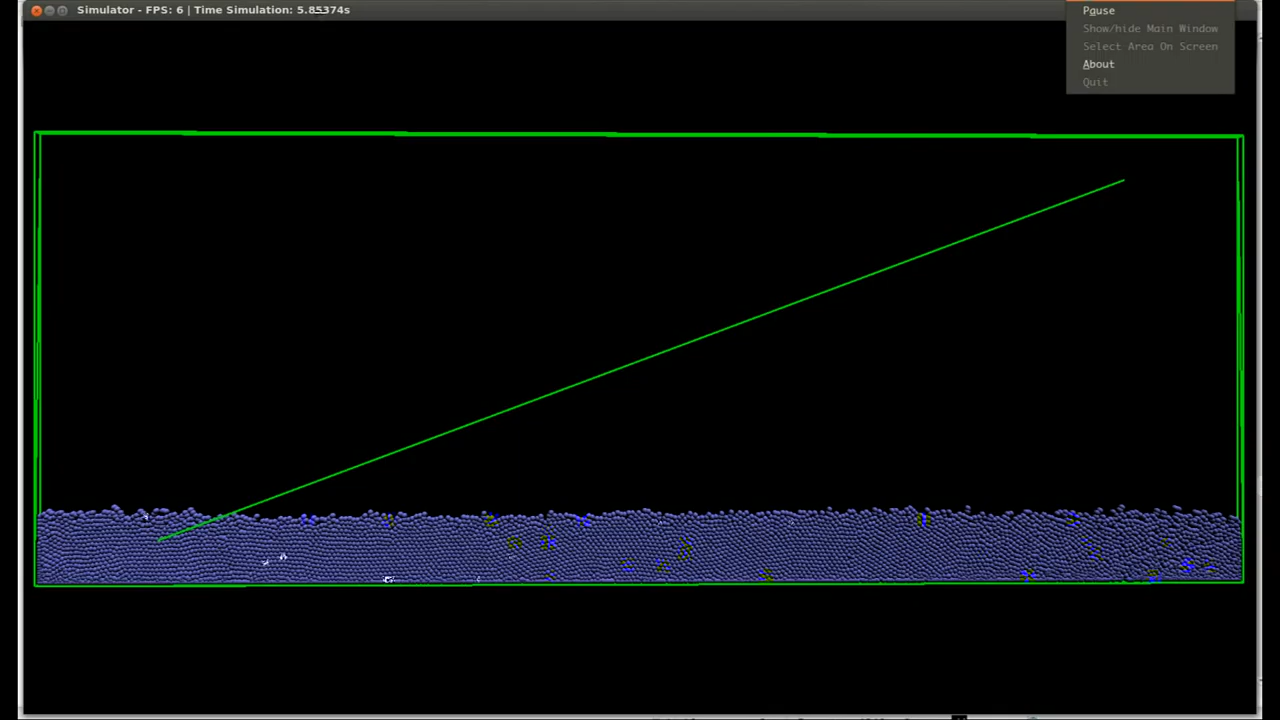 Simulator - FPS: 6 | Time Simulation: 5.85374s
Pause
Show/hide Main Window
Select Area On Screen
About
Quit